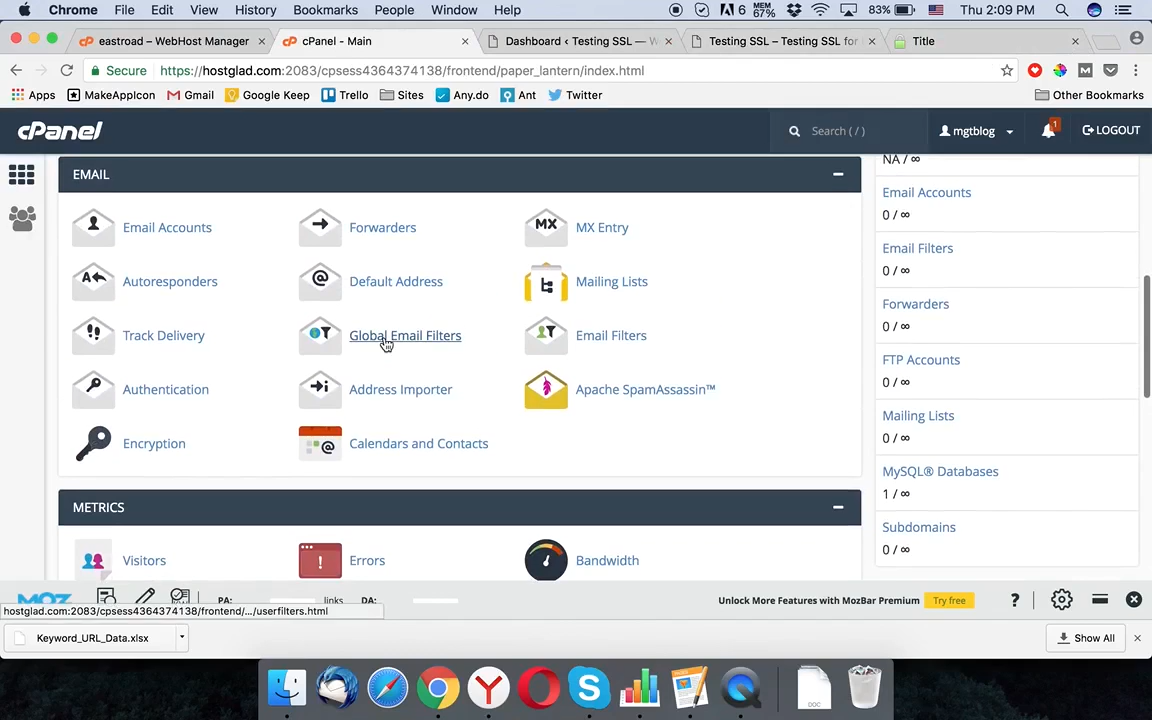 Chrome File Edit View History Bookmarks People Window Help 6 MEM 67% 83% Thu 2:09 PM
eastroad – WebHost Manager cPanel - Main Dashboard ‹ Testing SSL — W Testing SSL – Testing SSL for Title
Secure https://hostglad.com:2083/cpsess4364374138/frontend/paper_lantern/index.html
Apps MakeAppIcon Gmail Google Keep Trello Sites Any.do Ant Twitter Other Bookmarks
cPanel Search ( / ) mgtblog 1 LOGOUT
NA / ∞
EMAIL
Email Accounts Forwarders MX Entry
Autoresponders Default Address Mailing Lists
Track Delivery Global Email Filters Email Filters
Authentication Address Importer Apache SpamAssassin™
Encryption Calendars and Contacts
METRICS
Visitors Errors Bandwidth
Email Accounts
0 / ∞
Email Filters
0 / ∞
Forwarders
0 / ∞
FTP Accounts
0 / ∞
Mailing Lists
0 / ∞
MySQL® Databases
1 / ∞
Subdomains
0 / ∞
MOZ PA: links DA: Unlock More Features with MozBar Premium Try free ?
hostglad.com:2083/cpsess4364374138/frontend/.../userfilters.html
Keyword_URL_Data.xlsx Show All
DOC